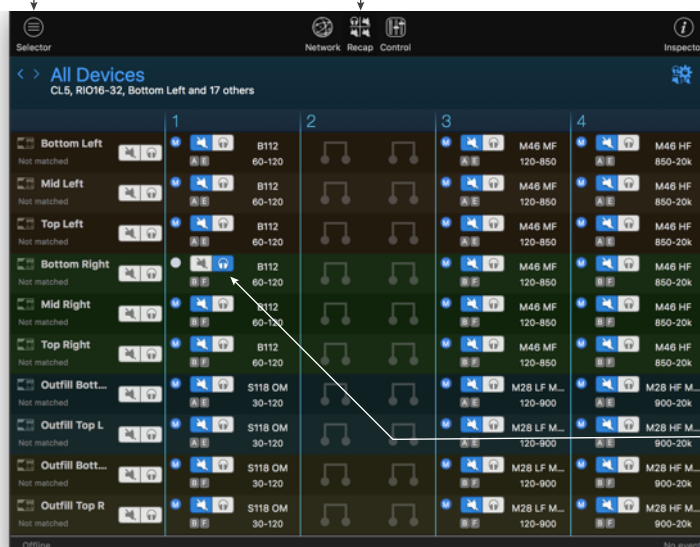 Selector
Network Recap Control
Inspecto
All Devices
CL5, RIO16-32, Bottom Left and 17 others
1 2 3 4
Bottom Left M B112 M M46 MF M M46 HF
Not matched A E 60-120 A E 120-850 A E 850-20k
Mid Left M B112 M M46 MF M M46 HF
Not matched A E 60-120 A E 120-850 A E 850-20k
Top Left M B112 M M46 MF M M46 HF
Not matched A E 60-120 A E 120-850 A E 850-20k
Bottom Right B112 M M46 MF M M46 HF
Not matched B F 60-120 B F 120-850 B F 850-20k
Mid Right M B112 M M46 MF M M46 HF
Not matched B F 60-120 B F 120-850 B F 850-20k
Top Right M B112 M M46 MF M M46 HF
Not matched B F 60-120 B F 120-850 B F 850-20k
Outfill Bott... M S118 OM M M28 LF M... M M28 HF M...
Not matched A E 30-120 A E 120-900 A E 900-20k
Outfill Top L M S118 OM M M28 LF M... M M28 HF M...
Not matched A E 30-120 A E 120-900 A E 900-20k
Outfill Bott... M S118 OM M M28 LF M... M M28 HF M...
Not matched B F 30-120 B F 120-900 B F 900-20k
Outfill Top R M S118 OM M M28 LF M... M M28 HF M...
Not matched B F 30-120 B F 120-900 B F 900-20k
Offline No event